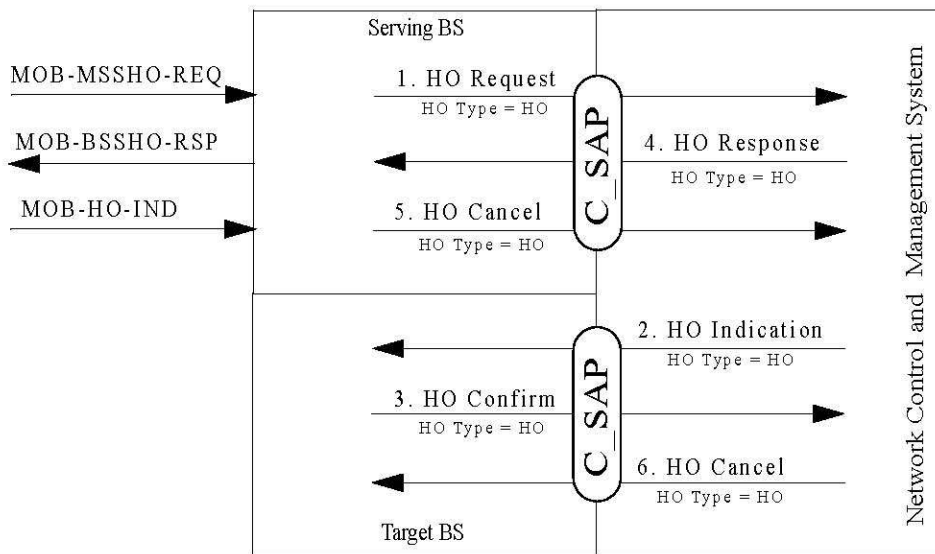 Serving BS
MOB-MSSHO-REQ
1. HO Request
HO Type = HO
MOB-BSSHO-RSP
4. HO Response
HO Type = HO
MOB-HO-IND
5. HO Cancel
HO Type = HO
C_SAP
2. HO Indication
HO Type = HO
3. HO Confirm
HO Type = HO
6. HO Cancel
HO Type = HO
C_SAP
Target BS
Network Control and Management System